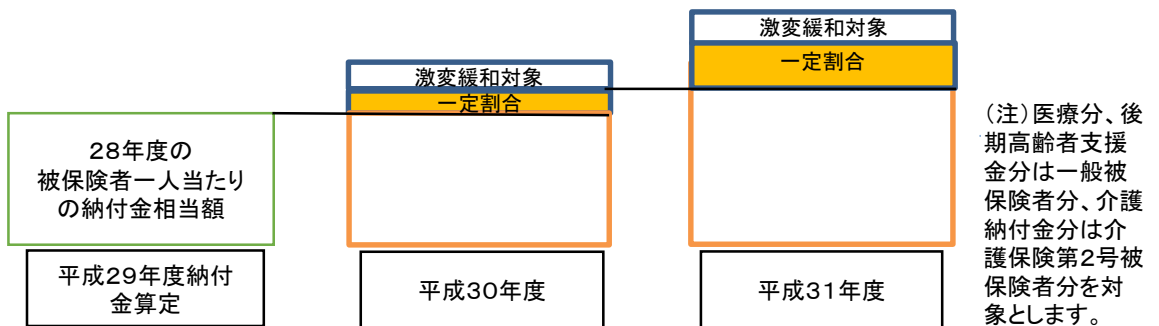 激変緩和対象
一定割合
激変緩和対象
一定割合
28年度の
被保険者一人当たり
の納付金相当額
平成29年度納付
金算定
平成30年度
平成31年度
(注)医療分、後
期高齢者支援
金分は一般被
保険者分、介護
納付金分は介
護保険第2号被
保険者分を対
象とします。